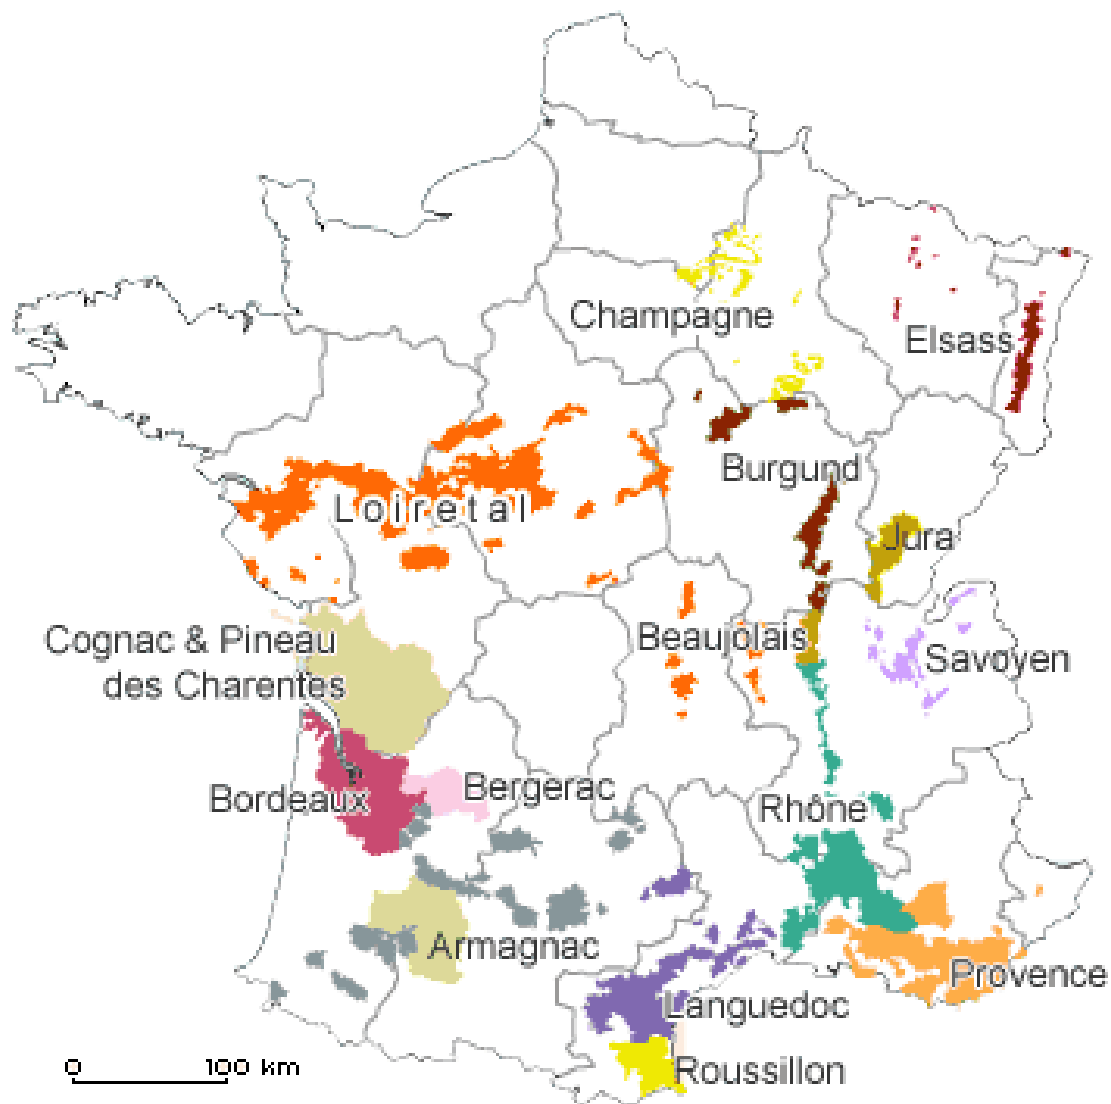 Champagne
Elsass
Burgund
Loiretal
Jura
Cognac & Pineau
des Charentes
Beaujolais
Savoyen
Bordeaux
Bergerac
Rhône
Armagnac
Provence
Languedoc
Roussillon
0 100 km